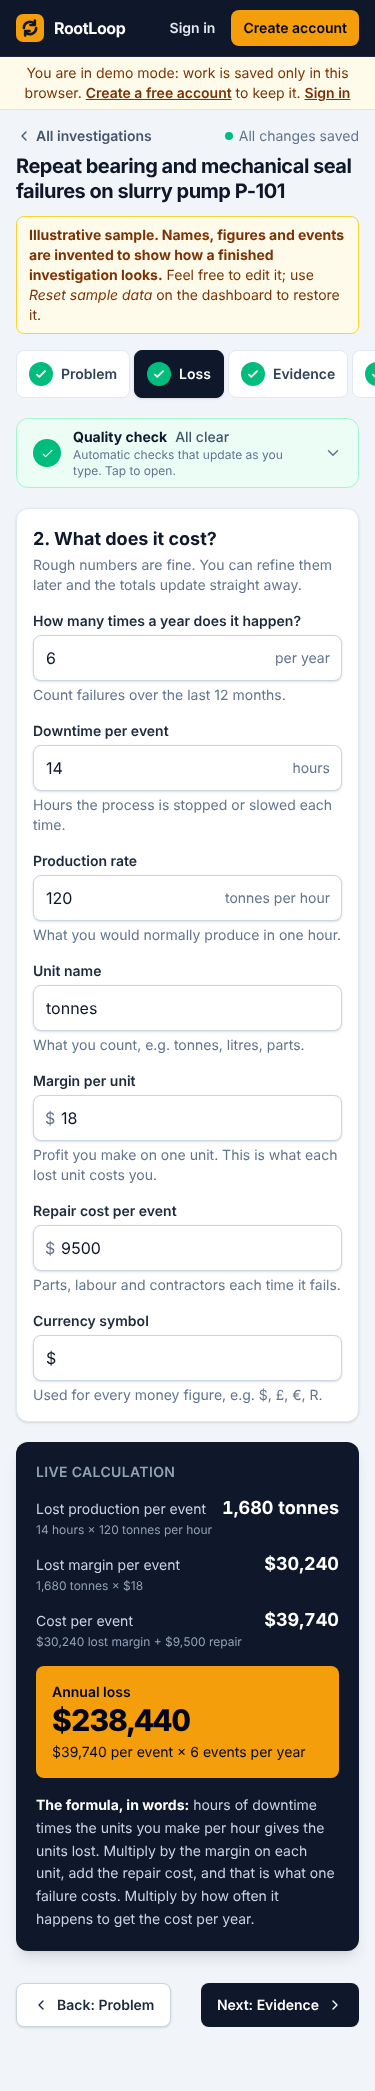 RootLoop Sign in Create account
You are in demo mode: work is saved only in this
browser. Create a free account to keep it. Sign in
All investigations All changes saved
Repeat bearing and mechanical seal
failures on slurry pump P-101
Illustrative sample. Names, figures and events
are invented to show how a finished
investigation looks. Feel free to edit it; use
Reset sample data on the dashboard to restore
it.
Problem Loss Evidence
Quality check All clear
Automatic checks that update as you
type. Tap to open.
2. What does it cost?
Rough numbers are fine. You can refine them
later and the totals update straight away.
How many times a year does it happen?
6 per year
Count failures over the last 12 months.
Downtime per event
14 hours
Hours the process is stopped or slowed each
time.
Production rate
120 tonnes per hour
What you would normally produce in one hour.
Unit name
tonnes
What you count, e.g. tonnes, litres, parts.
Margin per unit
$ 18
Profit you make on one unit. This is what each
lost unit costs you.
Repair cost per event
$ 9500
Parts, labour and contractors each time it fails.
Currency symbol
$
Used for every money figure, e.g. $, £, €, R.
LIVE CALCULATION
Lost production per event 1,680 tonnes
14 hours × 120 tonnes per hour
Lost margin per event $30,240
1,680 tonnes × $18
Cost per event $39,740
$30,240 lost margin + $9,500 repair
Annual loss
$238,440
$39,740 per event × 6 events per year
The formula, in words: hours of downtime
times the units you make per hour gives the
units lost. Multiply by the margin on each
unit, add the repair cost, and that is what one
failure costs. Multiply by how often it
happens to get the cost per year.
Back: Problem Next: Evidence